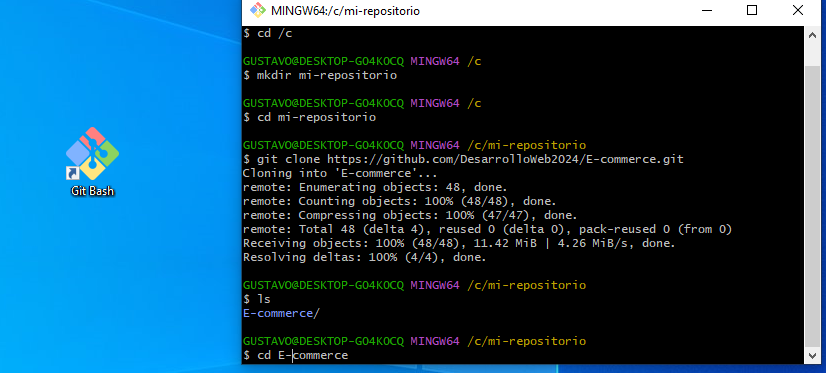 MINGW64:/c/mi-repositorio
$ cd /c
GUSTAVO@DESKTOP-GO4KOCQ MINGW64 /c
$ mkdir mi-repositorio
GUSTAVO@DESKTOP-GO4KOCQ MINGW64 /c
$ cd mi-repositorio
GUSTAVO@DESKTOP-GO4KOCQ MINGW64 /c/mi-repositorio
$ git clone https://github.com/DesarrolloWeb2024/E-commerce.git
Cloning into 'E-commerce'...
remote: Enumerating objects: 48, done.
remote: Counting objects: 100% (48/48), done.
remote: Compressing objects: 100% (47/47), done.
remote: Total 48 (delta 4), reused 0 (delta 0), pack-reused 0 (from 0)
Receiving objects: 100% (48/48), 11.42 MiB | 4.26 MiB/s, done.
Resolving deltas: 100% (4/4), done.
GUSTAVO@DESKTOP-GO4KOCQ MINGW64 /c/mi-repositorio
$ ls
E-commerce/
GUSTAVO@DESKTOP-GO4KOCQ MINGW64 /c/mi-repositorio
$ cd E-commerce
Git Bash